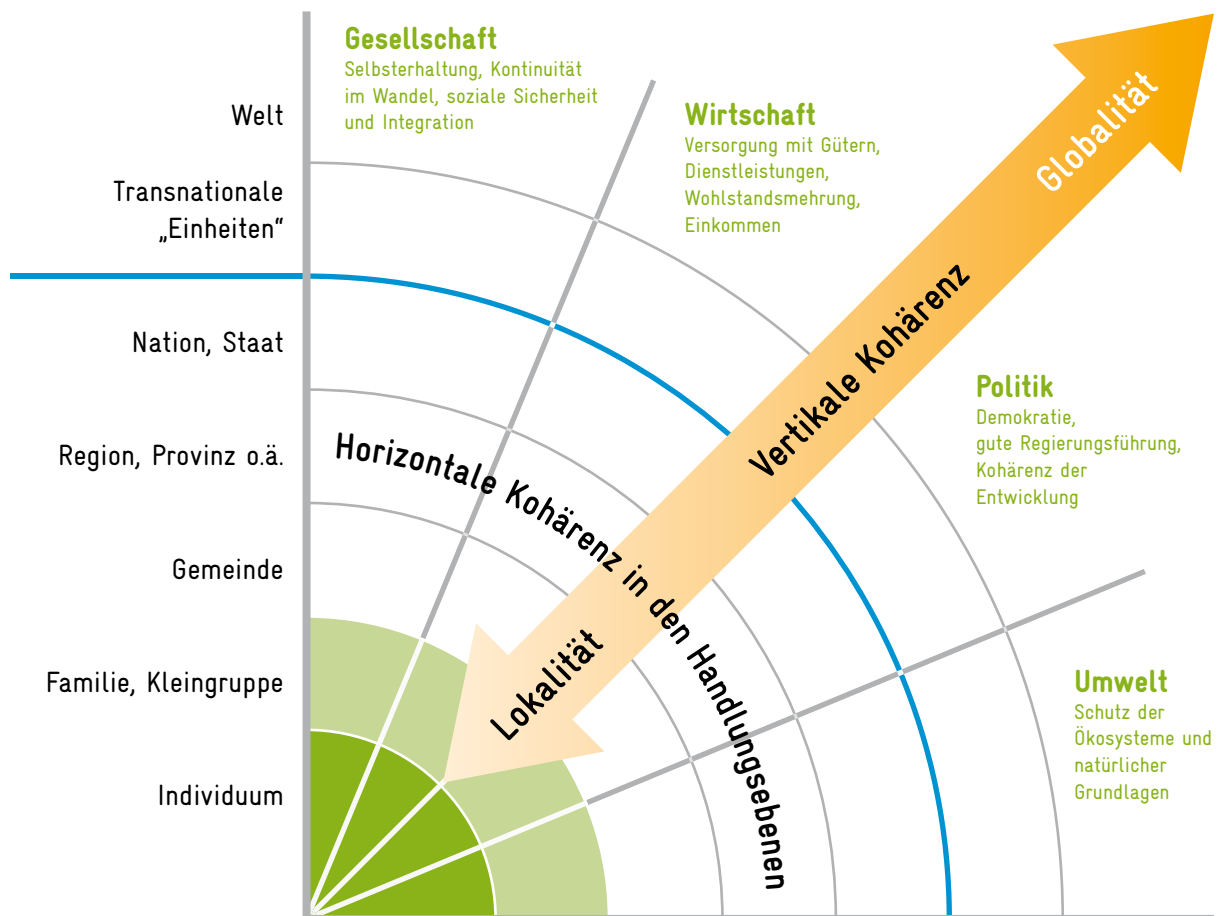 Gesellschaft
Selbsterhaltung, Kontinuität
im Wandel, soziale Sicherheit
und Integration
Wirtschaft
Versorgung mit Gütern,
Dienstleistungen,
Wohlstandsmehrung,
Einkommen
Politik
Demokratie,
gute Regierungsführung,
Kohärenz der
Entwicklung
Umwelt
Schutz der
Ökosysteme und
natürlicher
Grundlagen
Welt
Transnationale
„Einheiten“
Nation, Staat
Region, Provinz o.ä.
Gemeinde
Familie, Kleingruppe
Individuum
Globalität
Vertikale Kohärenz
Lokalität
Horizontale Kohärenz in den Handlungsebenen